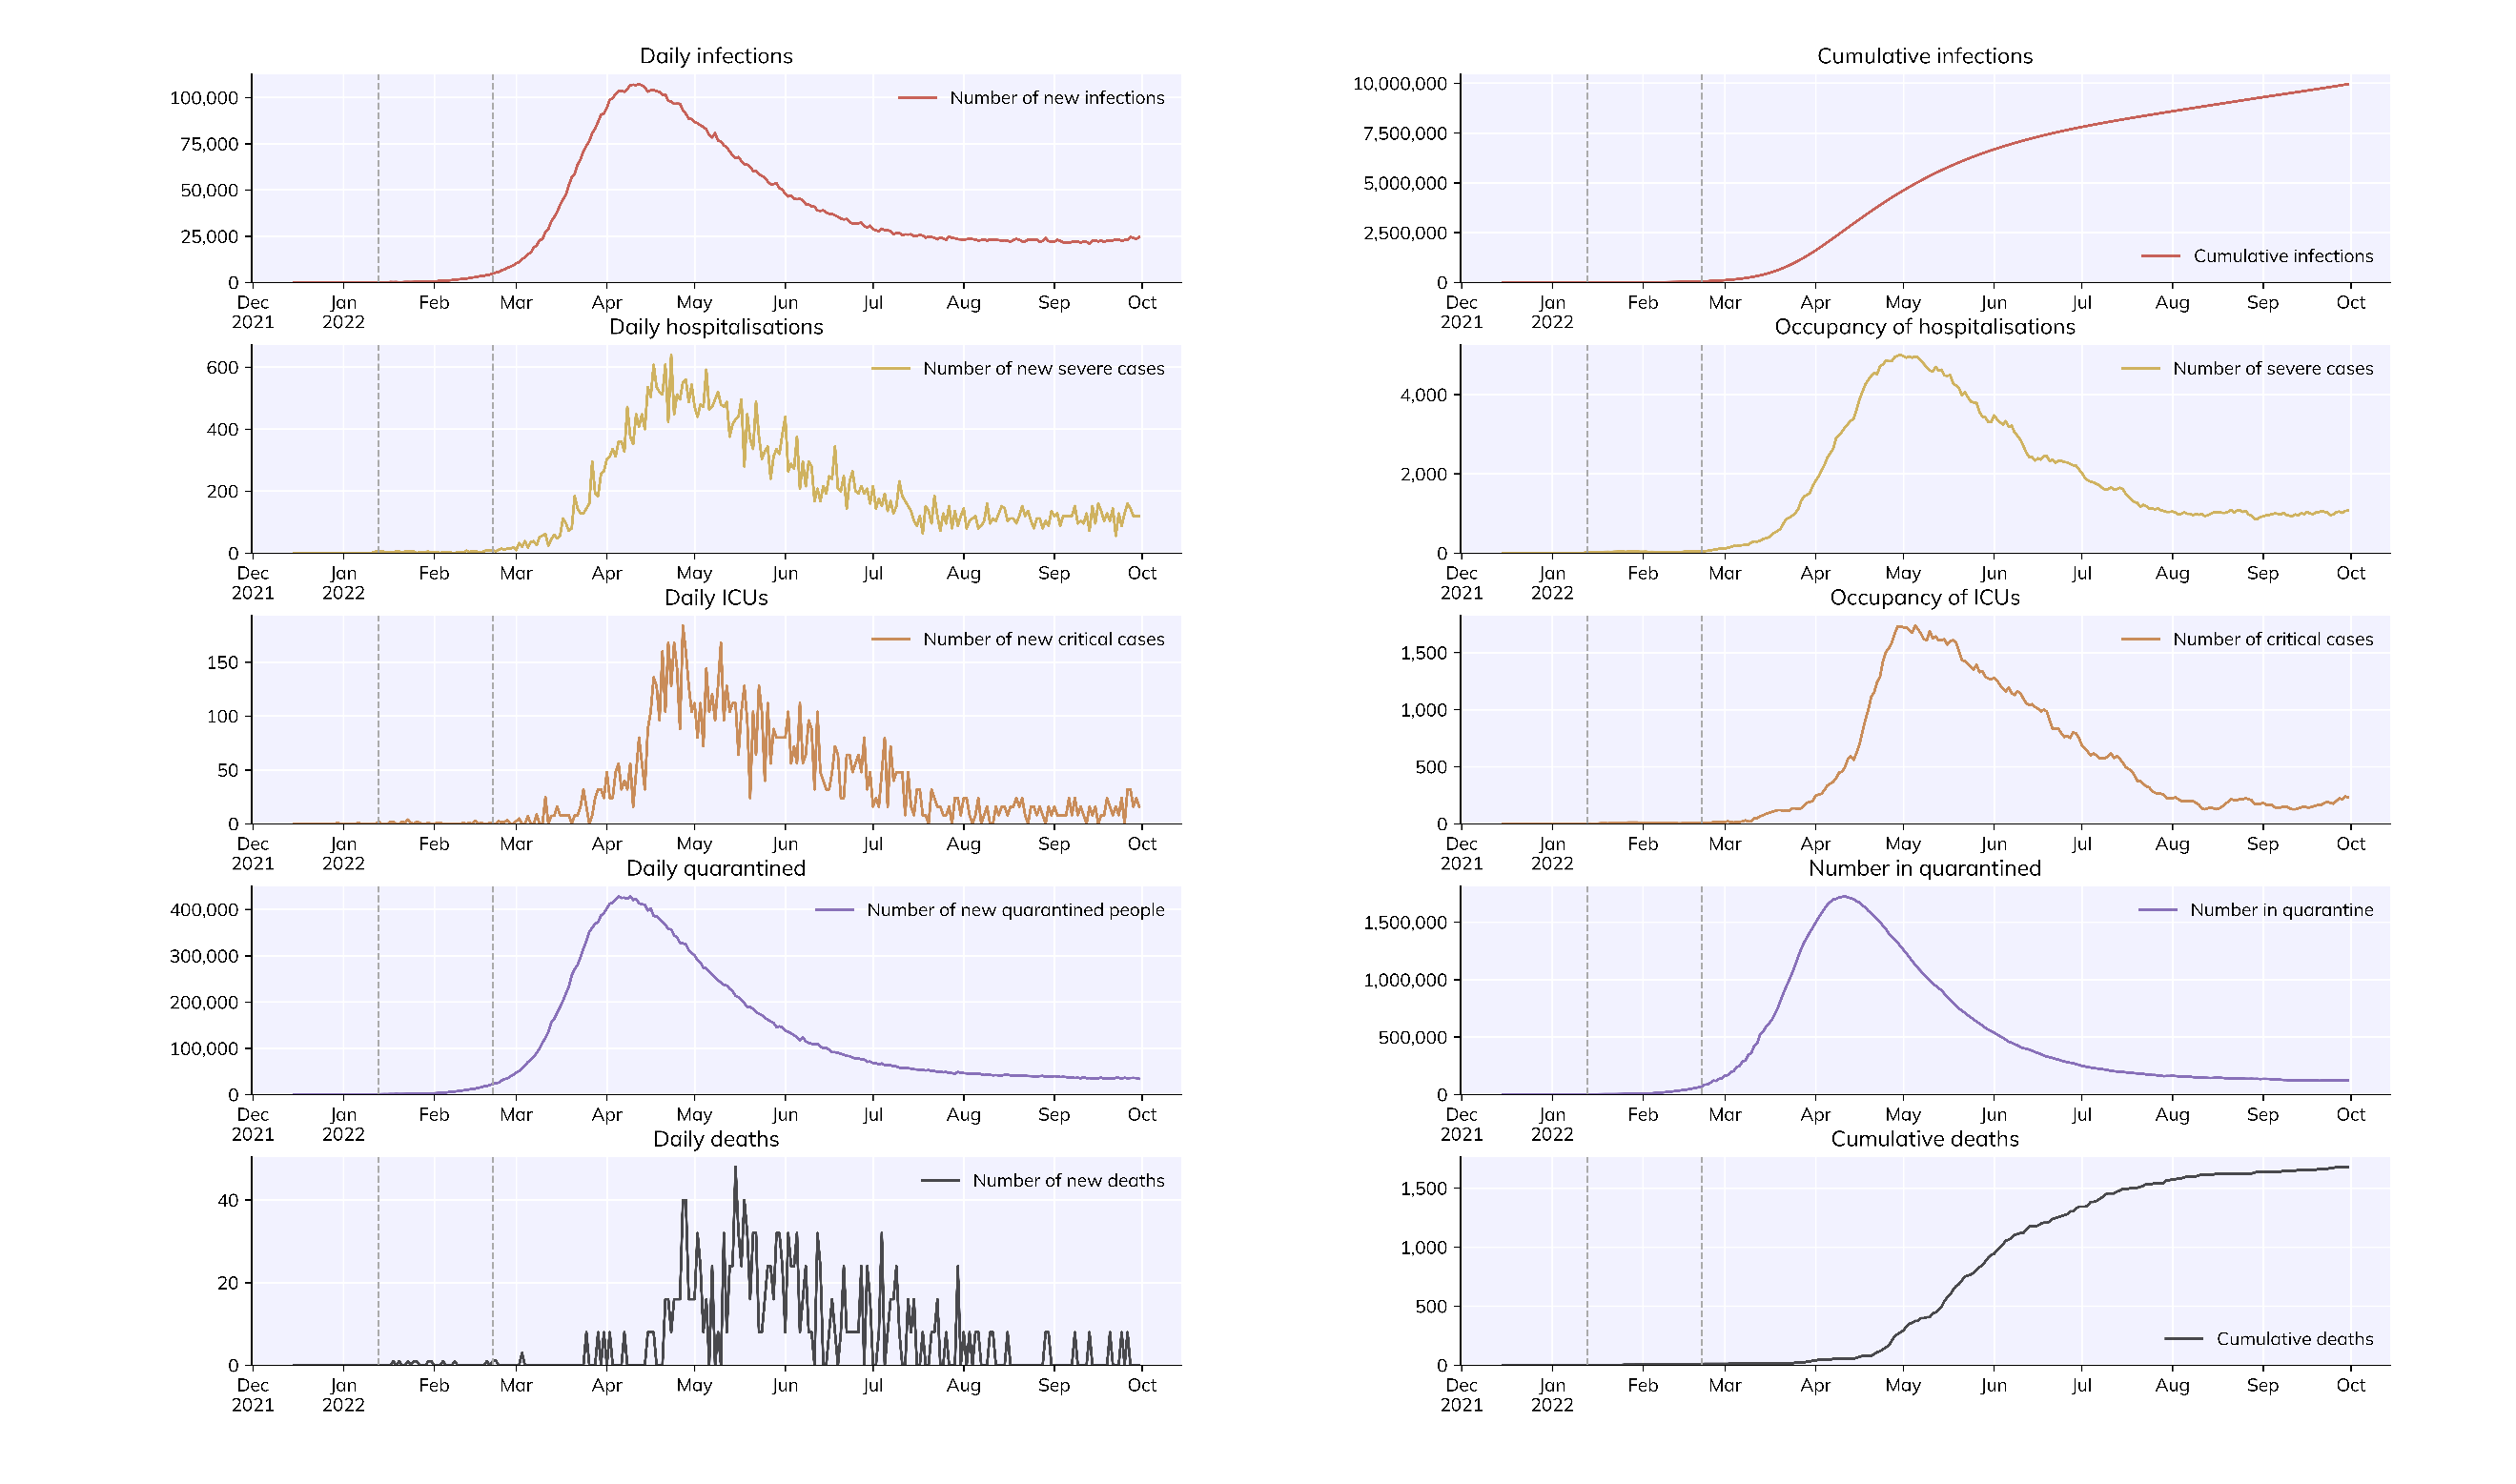 Daily infections
Number of new infections
100,000
75,000
50,000
25,000
0
Dec Jan Feb Mar Apr May Jun Jul Aug Sep Oct
2021 2022
Cumulative infections
10,000,000
7,500,000
5,000,000
2,500,000
Cumulative infections
0
Dec Jan Feb Mar Apr May Jun Jul Aug Sep Oct
2021 2022
Daily hospitalisations
600
Number of new severe cases
400
200
0
Dec Jan Feb Mar Apr May Jun Jul Aug Sep Oct
2021 2022
Occupancy of hospitalisations
Number of severe cases
4,000
2,000
0
Dec Jan Feb Mar Apr May Jun Jul Aug Sep Oct
2021 2022
Daily ICUs
Number of new critical cases
150
100
50
0
Dec Jan Feb Mar Apr May Jun Jul Aug Sep Oct
2021 2022
Occupancy of ICUs
Number of critical cases
1,500
1,000
500
0
Dec Jan Feb Mar Apr May Jun Jul Aug Sep Oct
2021 2022
Daily quarantined
400,000
Number of new quarantined people
300,000
200,000
100,000
0
Dec Jan Feb Mar Apr May Jun Jul Aug Sep Oct
2021 2022
Number in quarantined
Number in quarantine
1,500,000
1,000,000
500,000
0
Dec Jan Feb Mar Apr May Jun Jul Aug Sep Oct
2021 2022
Daily deaths
Number of new deaths
40
20
0
Dec Jan Feb Mar Apr May Jun Jul Aug Sep Oct
2021 2022
Cumulative deaths
1,500
1,000
500
Cumulative deaths
0
Dec Jan Feb Mar Apr May Jun Jul Aug Sep Oct
2021 2022